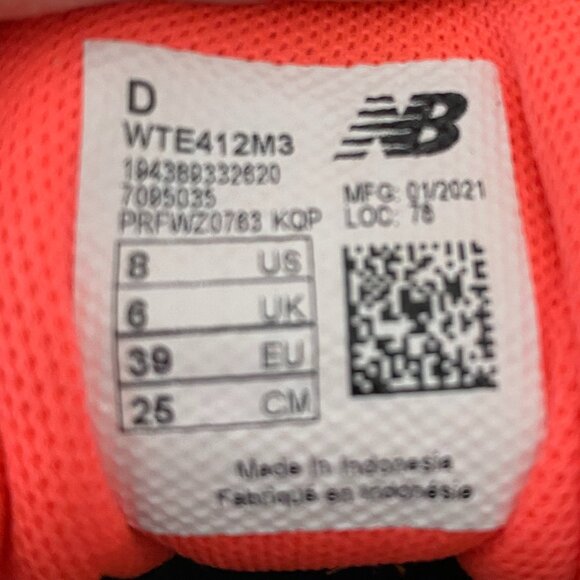 D
WTE412M3
194389332620
7095035
PRFWZ0763 KQP
NB
MFG: 01/2021
LOC: 78
8 US
6 UK
39 EU
25 CM
Made in Indonesia
Fabriqué en Indonésie